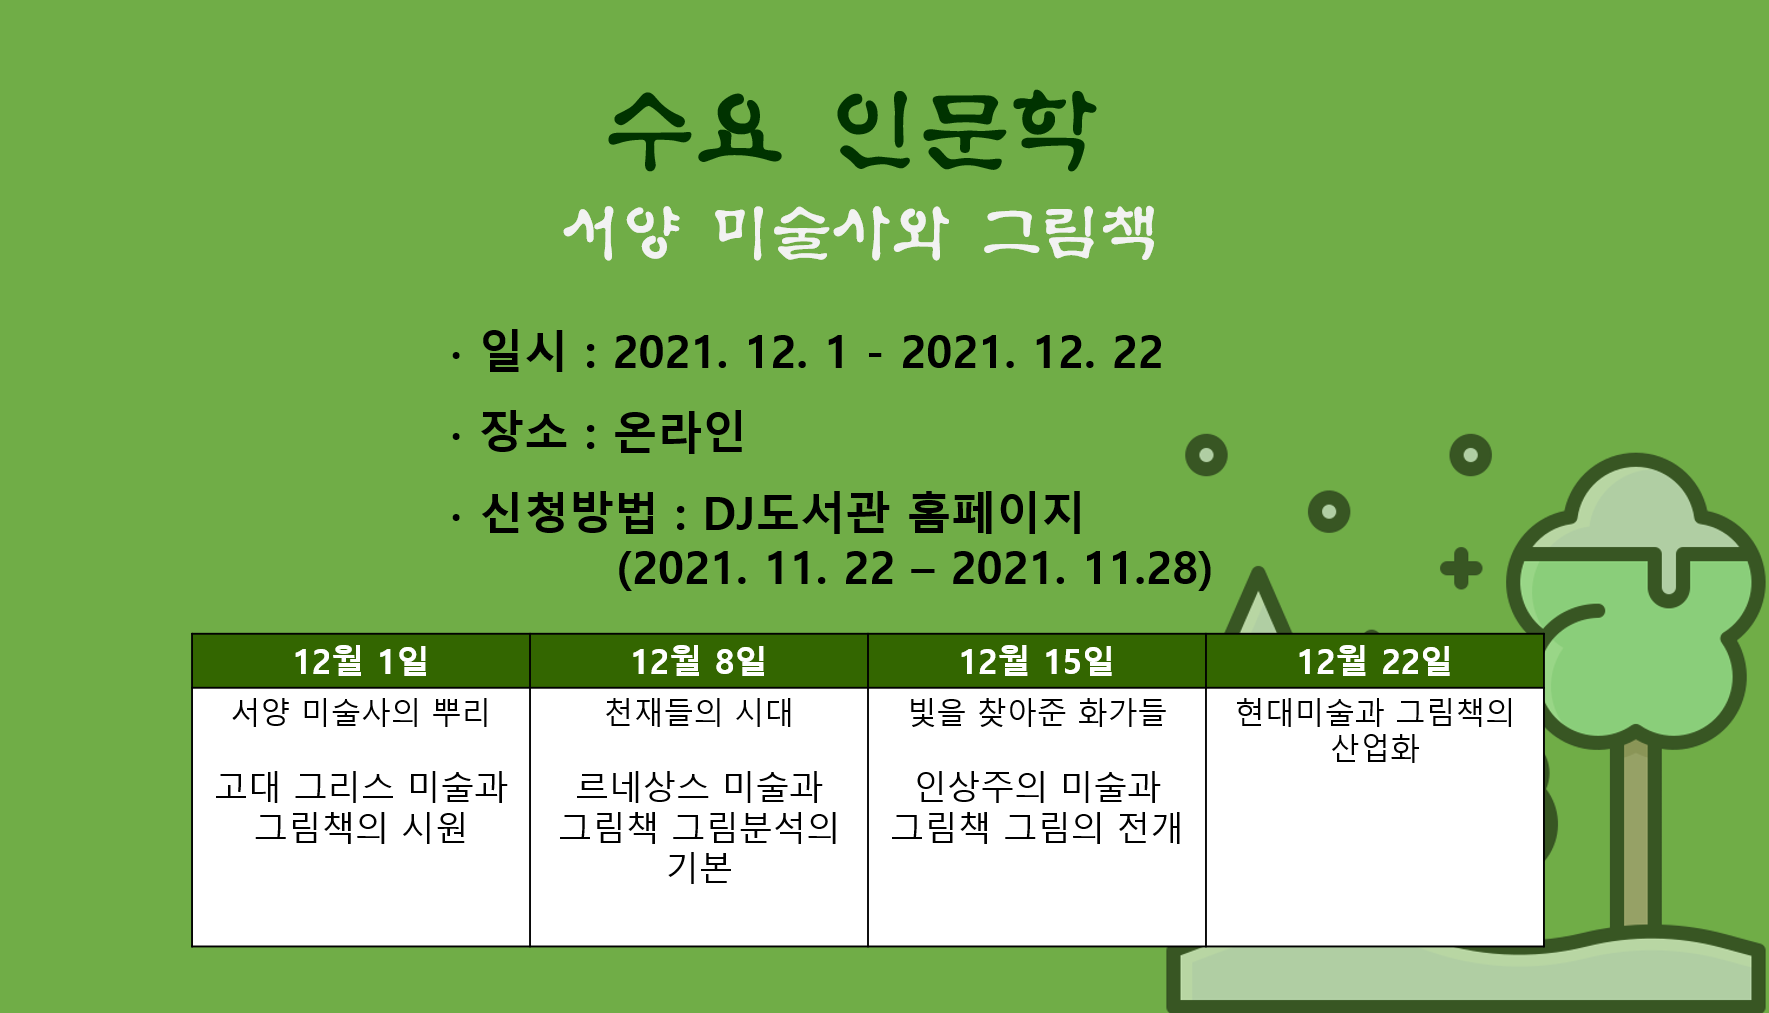 수요 인문학
서양 미술사와 그림책
· 일시 : 2021. 12. 1 - 2021. 12. 22
· 장소 : 온라인
· 신청방법 : DJ도서관 홈페이지
(2021. 11. 22 – 2021. 11.28)
12월 1일
서양 미술사의 뿌리
고대 그리스 미술과
그림책의 시원
12월 8일
천재들의 시대
르네상스 미술과
그림책 그림분석의
기본
12월 15일
빛을 찾아준 화가들
인상주의 미술과
그림책 그림의 전개
12월 22일
현대미술과 그림책의
산업화